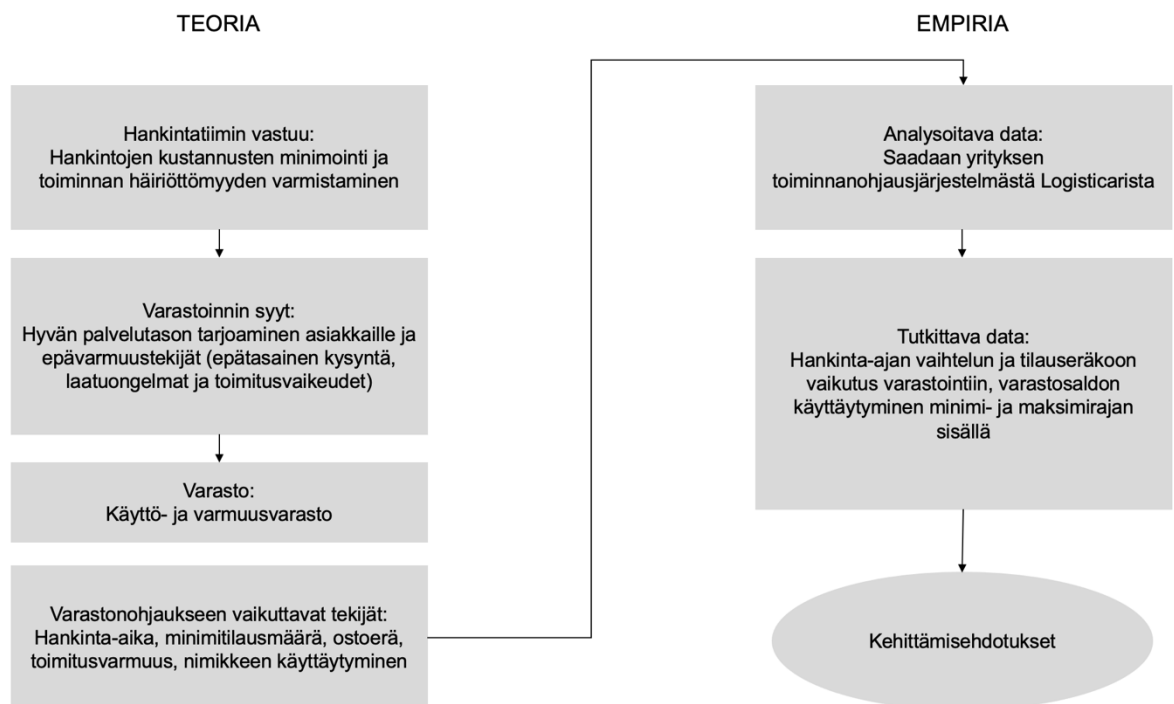 TEORIA
Hankintatiimin vastuu:
Hankintojen kustannusten minimointi ja
toiminnan häiriöttömyyden varmistaminen
Varastoinnin syyt:
Hyvän palvelutason tarjoaminen asiakkaille ja
epävarmuustekijät (epätasainen kysyntä,
laatuongelmat ja toimitusvaikeudet)
Varasto:
Käyttö- ja varmuusvarasto
Varastonohjaukseen vaikuttavat tekijät:
Hankinta-aika, minimitilausmäärä, ostoerä,
toimitusvarmuus, nimikkeen käyttäytyminen
EMPIRIA
Analysoitava data:
Saadaan yrityksen
toiminnanohjausjärjestelmästä Logisticarista
Tutkittava data:
Hankinta-ajan vaihtelun ja tilauseräkoon
vaikutus varastointiin, varastosaldon
käyttäytyminen minimi- ja maksimirajan
sisällä
Kehittämisehdotukset